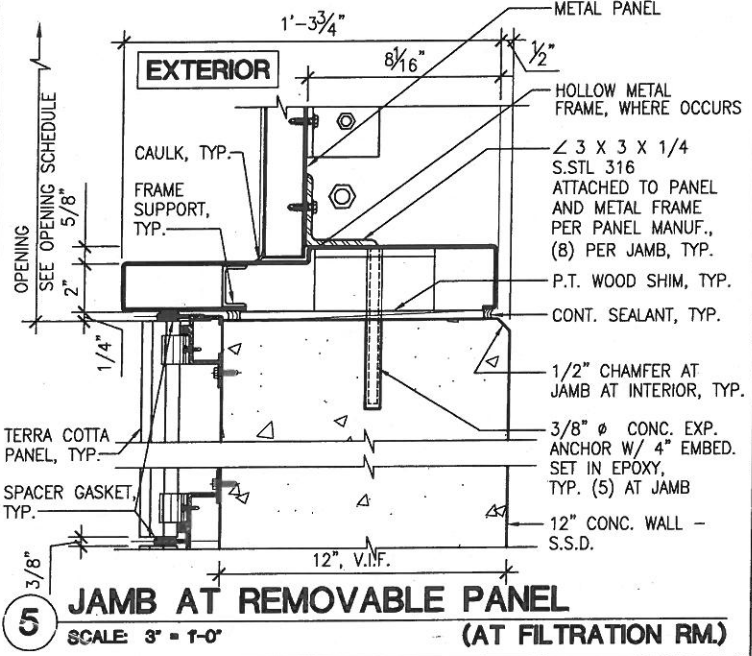 METAL PANEL
1'-3¾"
8 1/16"
1/2"
EXTERIOR
HOLLOW METAL
FRAME, WHERE OCCURS
OPENING
SEE OPENING SCHEDULE
CAULK, TYP.
FRAME
SUPPORT,
TYP.
∠ 3 X 3 X 1/4
S.STL 316
ATTACHED TO PANEL
AND METAL FRAME
PER PANEL MANUF.,
(8) PER JAMB, TYP.
5/8"
2"
1/4"
P.T. WOOD SHIM, TYP.
CONT. SEALANT, TYP.
1/2" CHAMFER AT
JAMB AT INTERIOR, TYP.
TERRA COTTA
PANEL, TYP.
3/8" ø CONC. EXP.
ANCHOR W/ 4" EMBED.
SET IN EPOXY,
TYP. (5) AT JAMB
SPACER GASKET,
TYP.
12" CONC. WALL -
S.S.D.
3/8"
12", V.I.F.
5
JAMB AT REMOVABLE PANEL
SCALE: 3" = 1'-0"
(AT FILTRATION RM.)